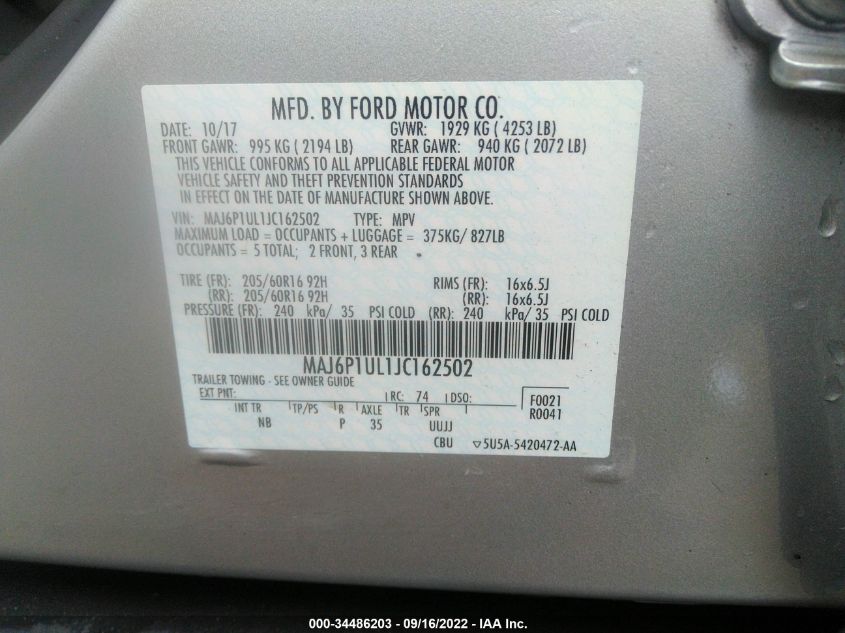 MFD. BY FORD MOTOR CO.
DATE: 10/17 GVWR: 1929 KG ( 4253 LB)
FRONT GAWR: 995 KG ( 2194 LB) REAR GAWR: 940 KG ( 2072 LB)
THIS VEHICLE CONFORMS TO ALL APPLICABLE FEDERAL MOTOR
VEHICLE SAFETY AND THEFT PREVENTION STANDARDS
IN EFFECT ON THE DATE OF MANUFACTURE SHOWN ABOVE.
VIN: MAJ6P1UL1JC162502 TYPE: MPV
MAXIMUM LOAD = OCCUPANTS + LUGGAGE = 375KG/ 827LB
OCCUPANTS = 5 TOTAL; 2 FRONT, 3 REAR
TIRE (FR): 205/60R16 92H RIMS (FR): 16x6.5J
(RR): 205/60R16 92H (RR): 16x6.5J
PRESSURE (FR): 240 kPa/ 35 PSI COLD (RR): 240 kPa/ 35 PSI COLD
MAJ6P1UL1JC162502
TRAILER TOWING - SEE OWNER GUIDE
EXT PNT: RC: 74 DSO: F0021
R0041
INT TR TP/PS R AXLE TR SPR
NB P 35 UUJJ
CBU ▽5U5A-5420472-AA
000-34486203 - 09/16/2022 - IAA Inc.